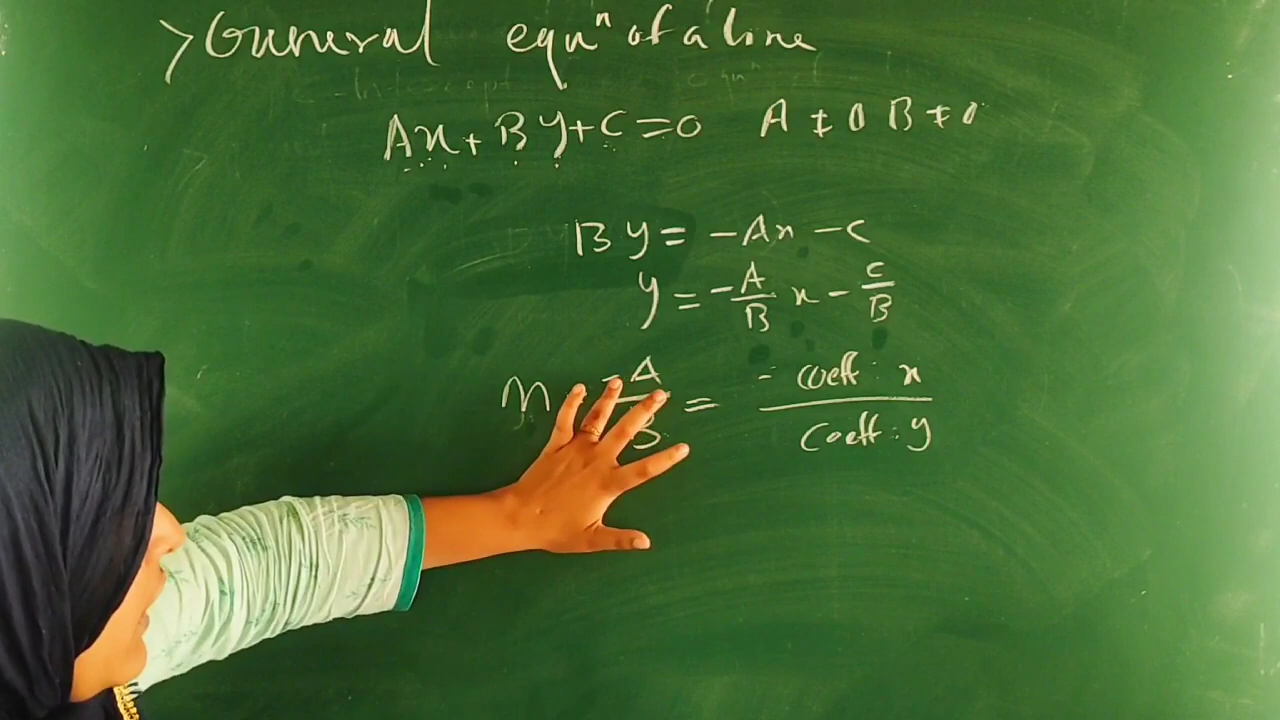 > General equⁿ of a line
Ax + By + C = 0 A ≠ 0 B ≠ 0
By = -Ax - C
y = -A/B x - C/B
m = -A/B = - coeff: x / coeff: y